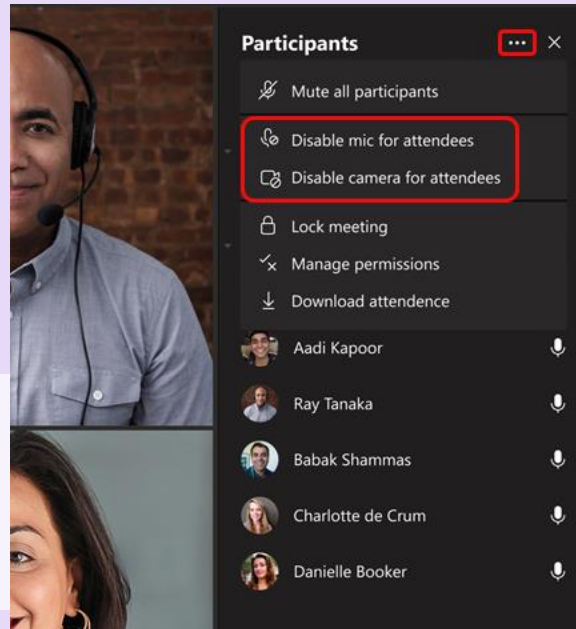 Participants
Mute all participants
Disable mic for attendees
Disable camera for attendees
Lock meeting
Manage permissions
Download attendence
Aadi Kapoor
Ray Tanaka
Babak Shammas
Charlotte de Crum
Danielle Booker